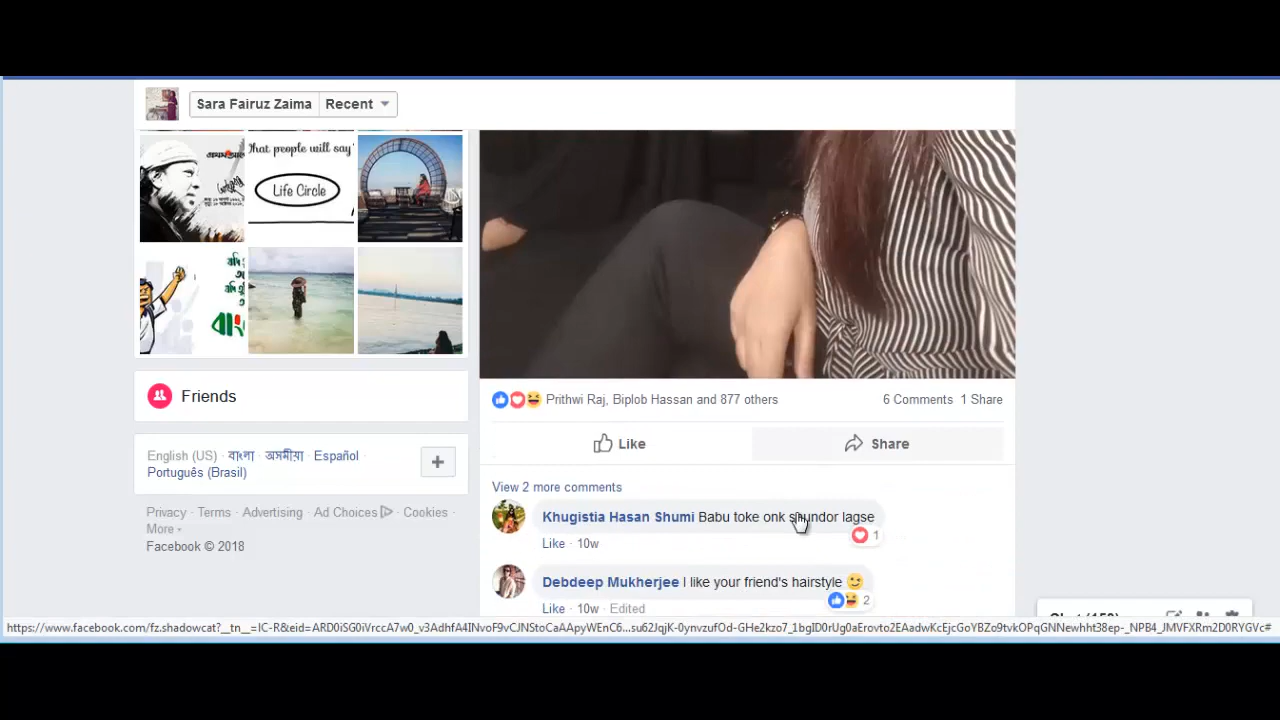 Sara Fairuz Zaima Recent
That people will say
Life Circle
Friends
English (US) · বাংলা · অসমীয়া · Español ·
Português (Brasil)
Privacy · Terms · Advertising · Ad Choices · Cookies ·
More
Facebook © 2018
Prithwi Raj, Biplob Hassan and 877 others
6 Comments 1 Share
Like
Share
View 2 more comments
Khugistia Hasan Shumi Babu toke onk shundor lagse
1
Like · 10w
Debdeep Mukherjee I like your friend's hairstyle 😉
2
Like · 10w · Edited